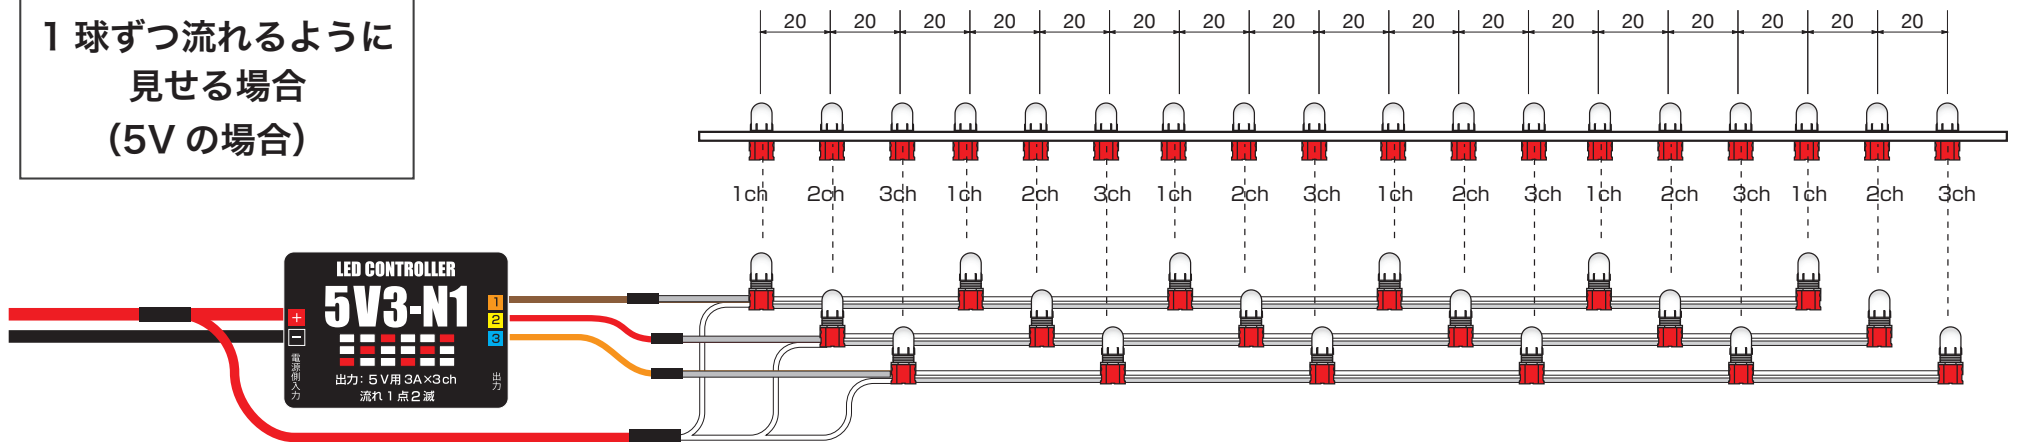 1 球ずつ流れるように
見せる場合
（5V の場合）
20 20 20 20 20 20 20 20 20 20 20 20 20 20 20 20 20
1ch 2ch 3ch 1ch 2ch 3ch 1ch 2ch 3ch 1ch 2ch 3ch 1ch 2ch 3ch 1ch 2ch 3ch
LED CONTROLLER
5V3-N1
+
−
電源側入力
1
2
3
出力
出力：5V用 3A×3ch
流れ 1 点 2 滅